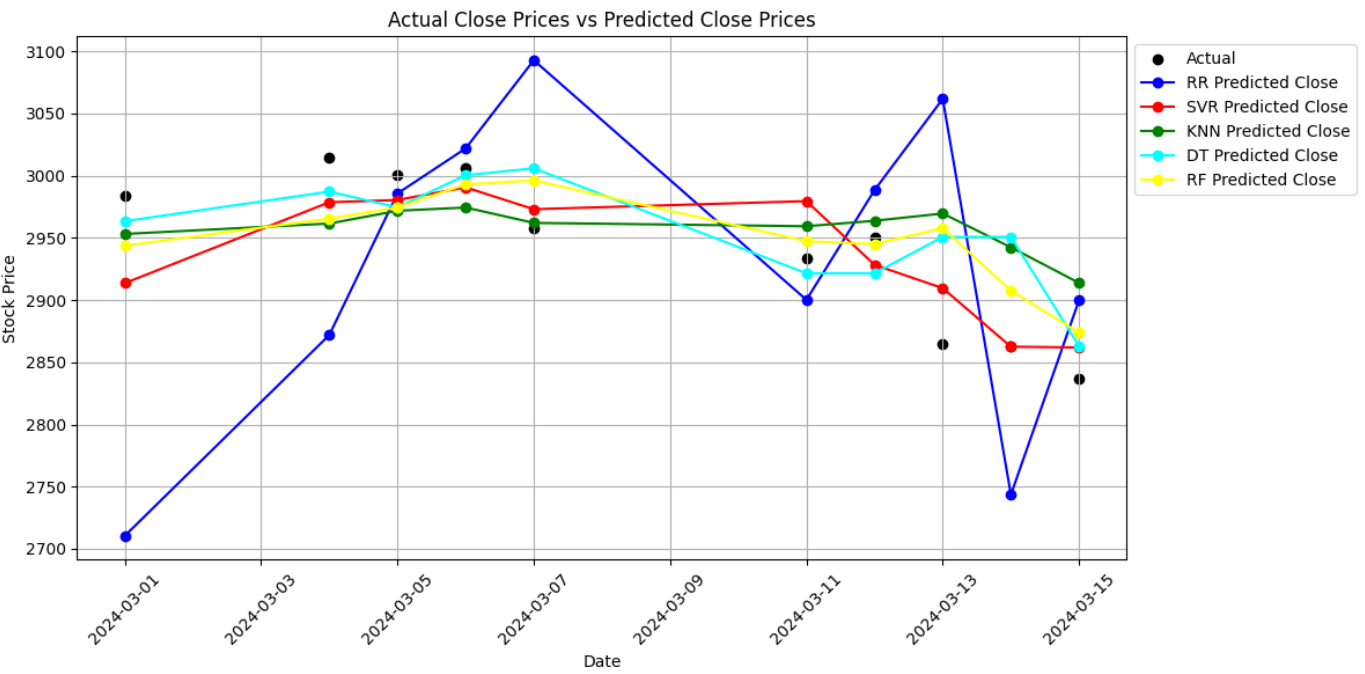 Actual Close Prices vs Predicted Close Prices
3100
3050
3000
2950
2900
2850
2800
2750
2700
Stock Price
2024-03-01
2024-03-03
2024-03-05
2024-03-07
2024-03-09
2024-03-11
2024-03-13
2024-03-15
Date
Actual
RR Predicted Close
SVR Predicted Close
KNN Predicted Close
DT Predicted Close
RF Predicted Close